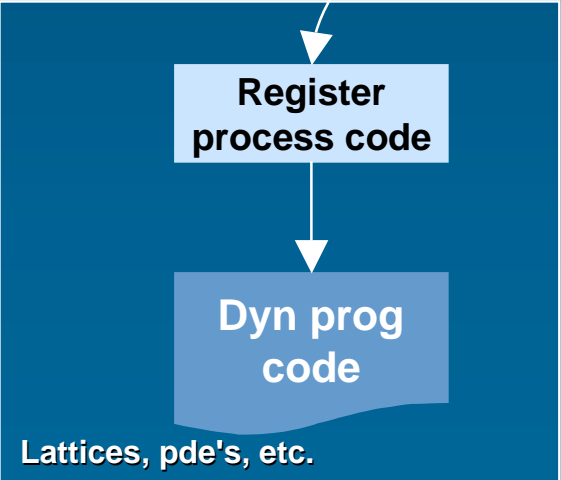 Register
process code
Dyn prog
code
Lattices, pde's, etc.